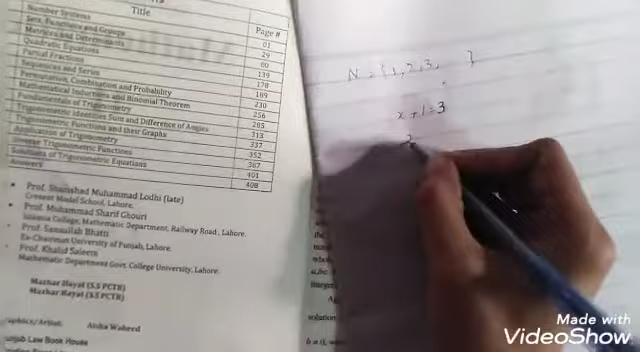 Title
Page #
Number Systems 01
Sets, Functions and Groups 29
Matrices and Determinants 80
Quadratic Equations 139
Partial Fractions 178
Sequences and Series 189
Permutation, Combination and Probability 230
Mathematical Induction and Binomial Theorem 256
Fundamentals of Trigonometry 285
Trigonometric Identities Sum and Difference of Angles 313
Trigonometric Functions and their Graphs 337
Application of Trigonometry 352
Inverse Trigonometric Functions 387
Solutions of Trigonometric Equations 401
Answers 408
• Prof. Shamshad Muhammad Lodhi (late)
Cresent Model School, Lahore.
• Prof. Muhammad Sharif Ghouri
Islamia College, Mathematic Department, Railway Road, Lahore.
• Prof. Sanaullah Bhatti
Ex-Chairman University of Punjab, Lahore.
• Prof. Khalid Saleem
Mathematic Department Govt. College University, Lahore.
Mazhar Hayat (S.S PCTB)
Mazhar Hayat (S.S PCTB)
Artist: Aisha Waheed
Law Book House
N = {1, 2, 3, }
x + 1 = 3
Made with
VideoShow